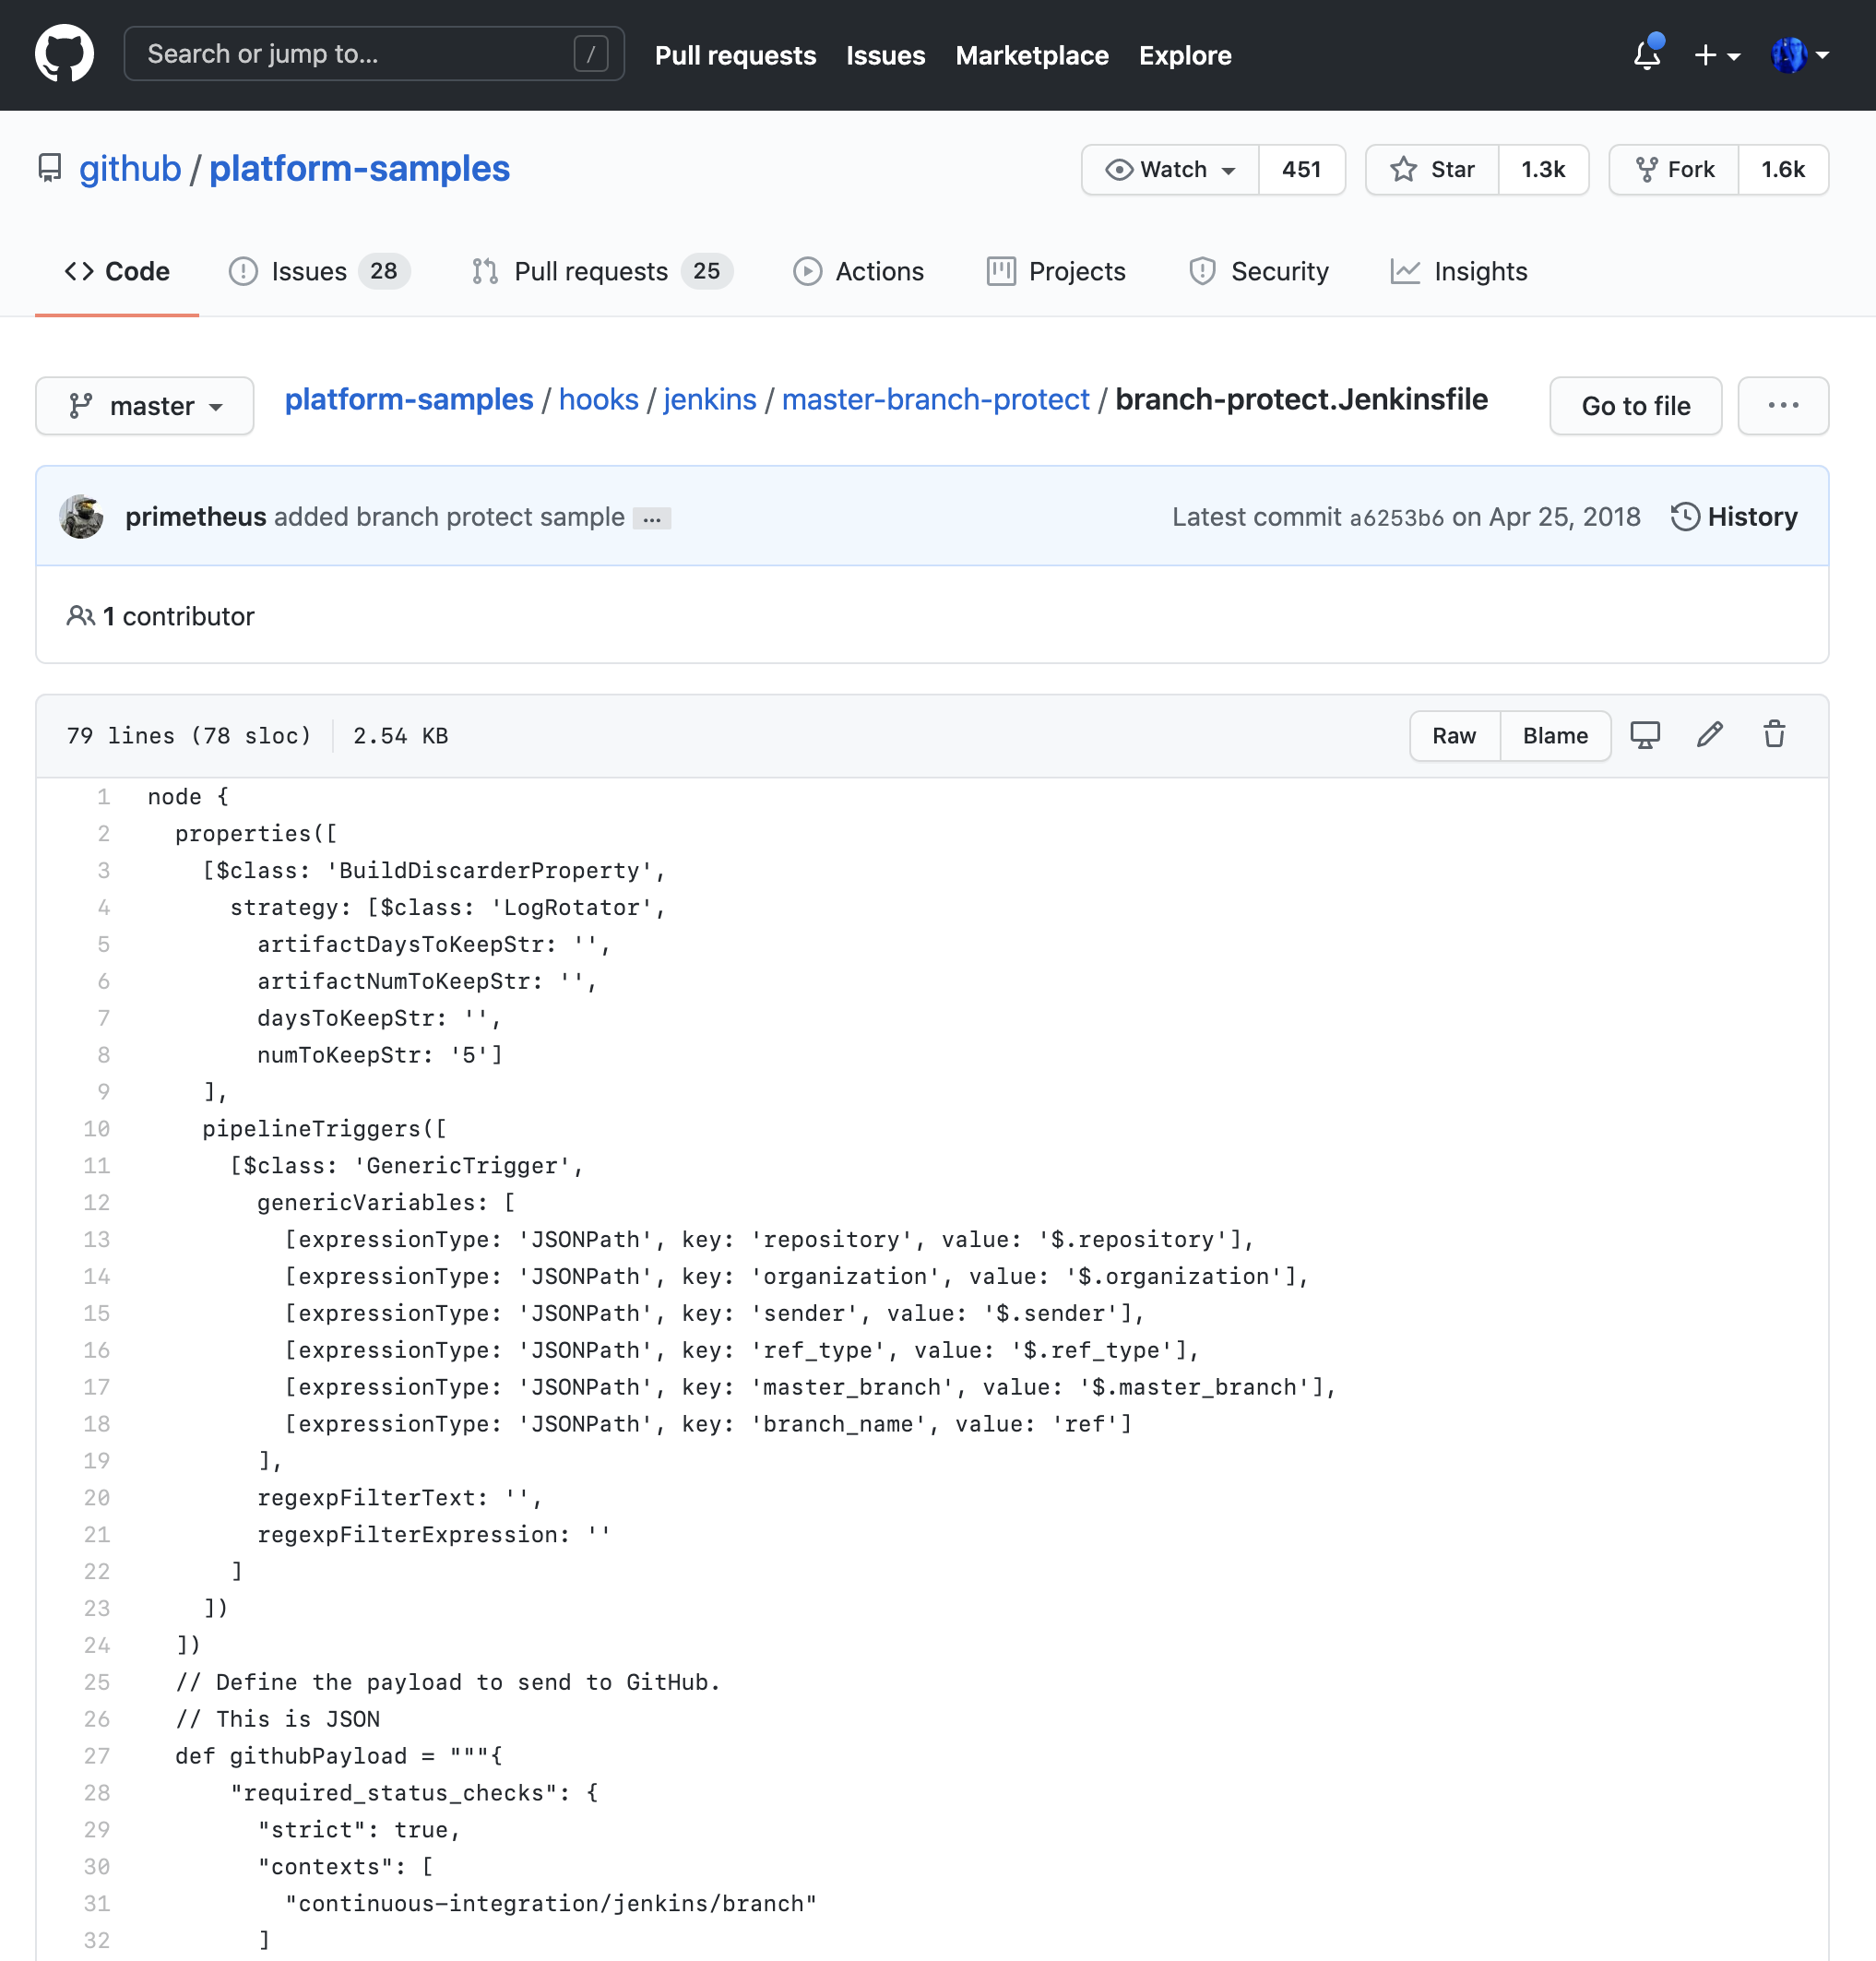 Search or jump to... /
Pull requests Issues Marketplace Explore
github / platform-samples
Watch 451 Star 1.3k Fork 1.6k
Code Issues 28 Pull requests 25 Actions Projects Security Insights
master platform-samples / hooks / jenkins / master-branch-protect / branch-protect.Jenkinsfile Go to file ...
primetheus added branch protect sample ... Latest commit a6253b6 on Apr 25, 2018 History
1 contributor
79 lines (78 sloc) 2.54 KB Raw Blame
1 node {
2   properties([
3     [$class: 'BuildDiscarderProperty',
4       strategy: [$class: 'LogRotator',
5         artifactDaysToKeepStr: '',
6         artifactNumToKeepStr: '',
7         daysToKeepStr: '',
8         numToKeepStr: '5']
9     ],
10     pipelineTriggers([
11       [$class: 'GenericTrigger',
12         genericVariables: [
13           [expressionType: 'JSONPath', key: 'repository', value: '$.repository'],
14           [expressionType: 'JSONPath', key: 'organization', value: '$.organization'],
15           [expressionType: 'JSONPath', key: 'sender', value: '$.sender'],
16           [expressionType: 'JSONPath', key: 'ref_type', value: '$.ref_type'],
17           [expressionType: 'JSONPath', key: 'master_branch', value: '$.master_branch'],
18           [expressionType: 'JSONPath', key: 'branch_name', value: 'ref']
19         ],
20         regexpFilterText: '',
21         regexpFilterExpression: ''
22       ]
23     ])
24   ])
25   // Define the payload to send to GitHub.
26   // This is JSON
27   def githubPayload = """{
28       "required_status_checks": {
29         "strict": true,
30         "contexts": [
31           "continuous-integration/jenkins/branch"
32         ]